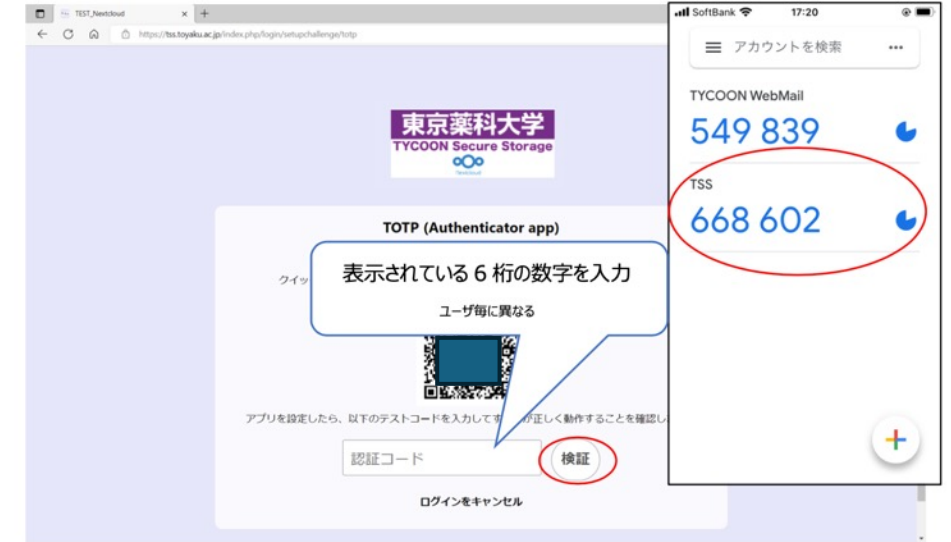 TEST_Nextcloud
https://tss.toyaku.ac.jp/index.php/login/setupchallenge/totp
東京薬科大学
TYCOON Secure Storage
Nextcloud
TOTP (Authenticator app)
クイッ
表示されている6桁の数字を入力
ユーザ毎に異なる
アプリを設定したら、以下のテストコードを入力してす が正しく動作することを確認し
認証コード
検証
ログインをキャンセル
SoftBank 17:20
アカウントを検索
TYCOON WebMail
549 839
TSS
668 602